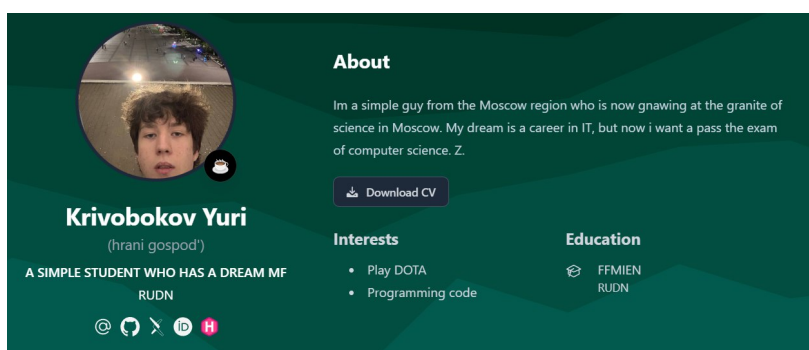 Krivobokov Yuri
(hrani gospod')
A SIMPLE STUDENT WHO HAS A DREAM MF
RUDN
iD
H
About
Im a simple guy from the Moscow region who is now gnawing at the granite of
science in Moscow. My dream is a career in IT, but now i want a pass the exam
of computer science. Z.
Download CV
Interests
Play DOTA
Programming code
Education
FFMIEN
RUDN